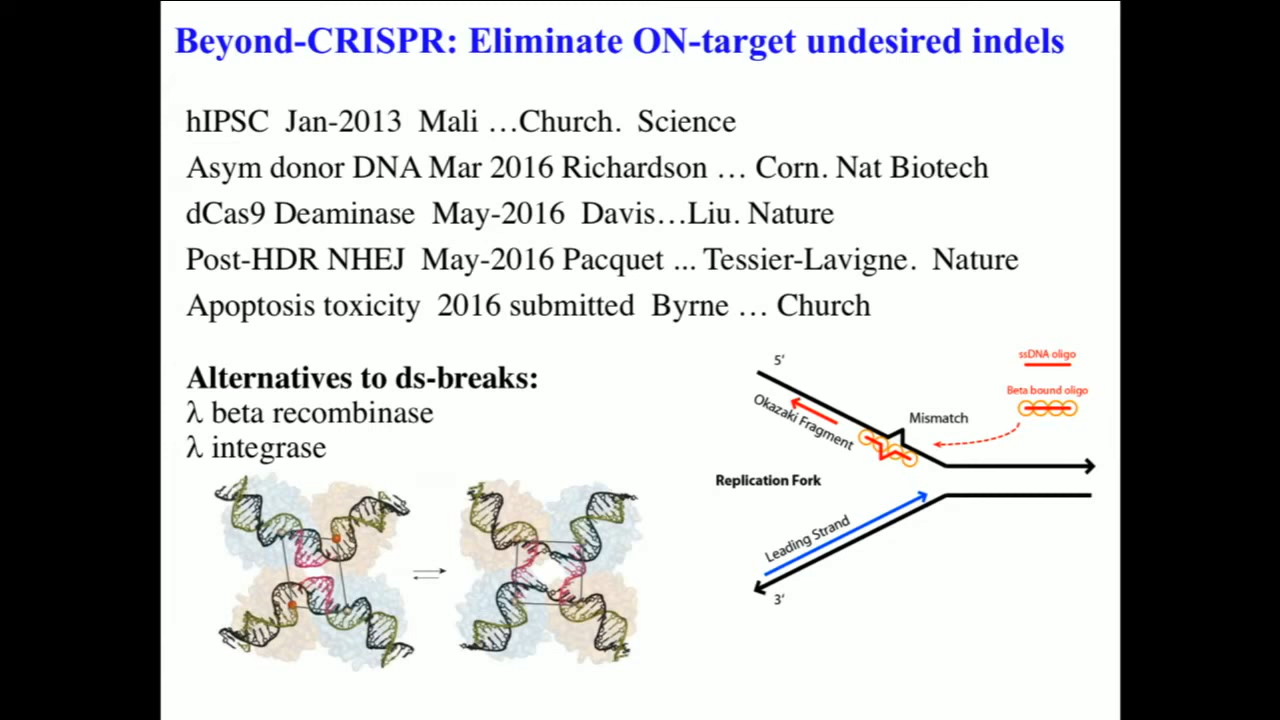 Beyond-CRISPR: Eliminate ON-target undesired indels
hIPSC Jan-2013 Mali …Church. Science
Asym donor DNA Mar 2016 Richardson … Corn. Nat Biotech
dCas9 Deaminase May-2016 Davis…Liu. Nature
Post-HDR NHEJ May-2016 Pacquet ... Tessier-Lavigne. Nature
Apoptosis toxicity 2016 submitted Byrne … Church
Alternatives to ds-breaks:
λ beta recombinase
λ integrase
5'
ssDNA oligo
Beta bound oligo
Okazaki Fragment
Mismatch
Replication Fork
Leading Strand
3'